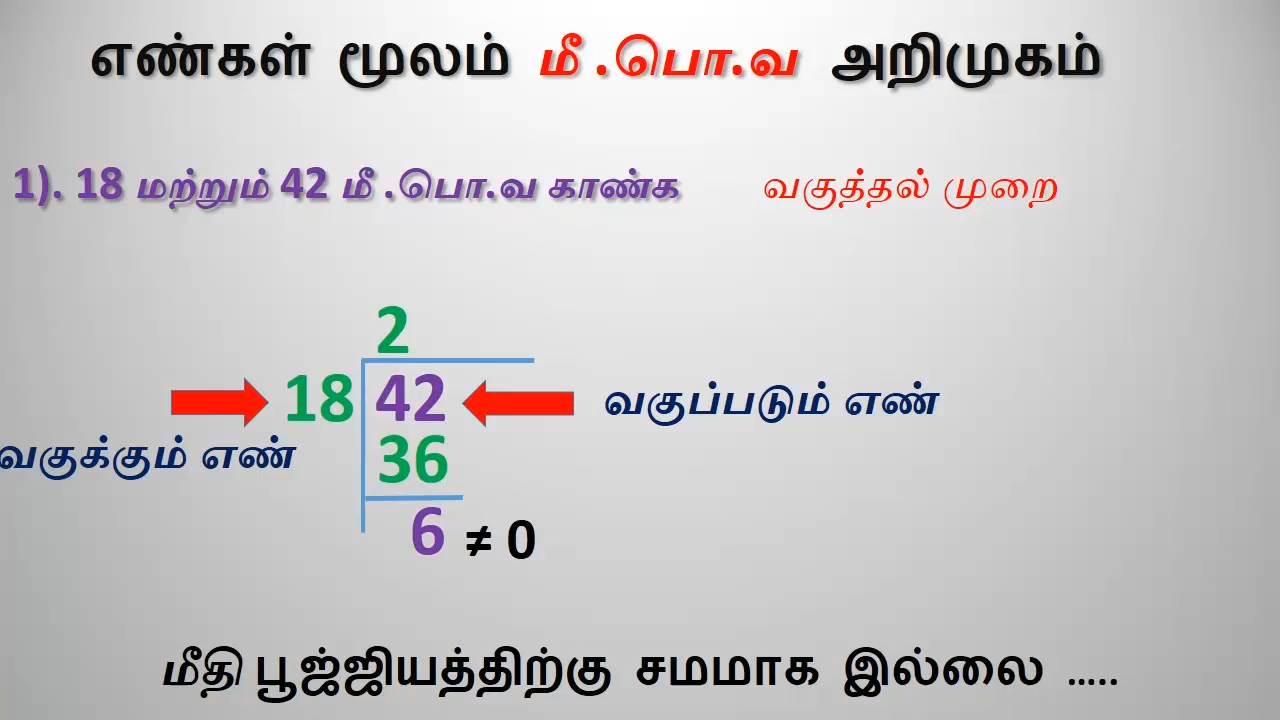 எண்கள் மூலம் மீ .பொ.வ அறிமுகம்
1). 18 மற்றும் 42 மீ .பொ.வ காண்க வகுத்தல் முறை
2
18 42 வகுப்படும் எண்
வகுக்கும் எண் 36
6 ≠ 0
மீதி பூஜ்ஜியத்திற்கு சமமாக இல்லை .....